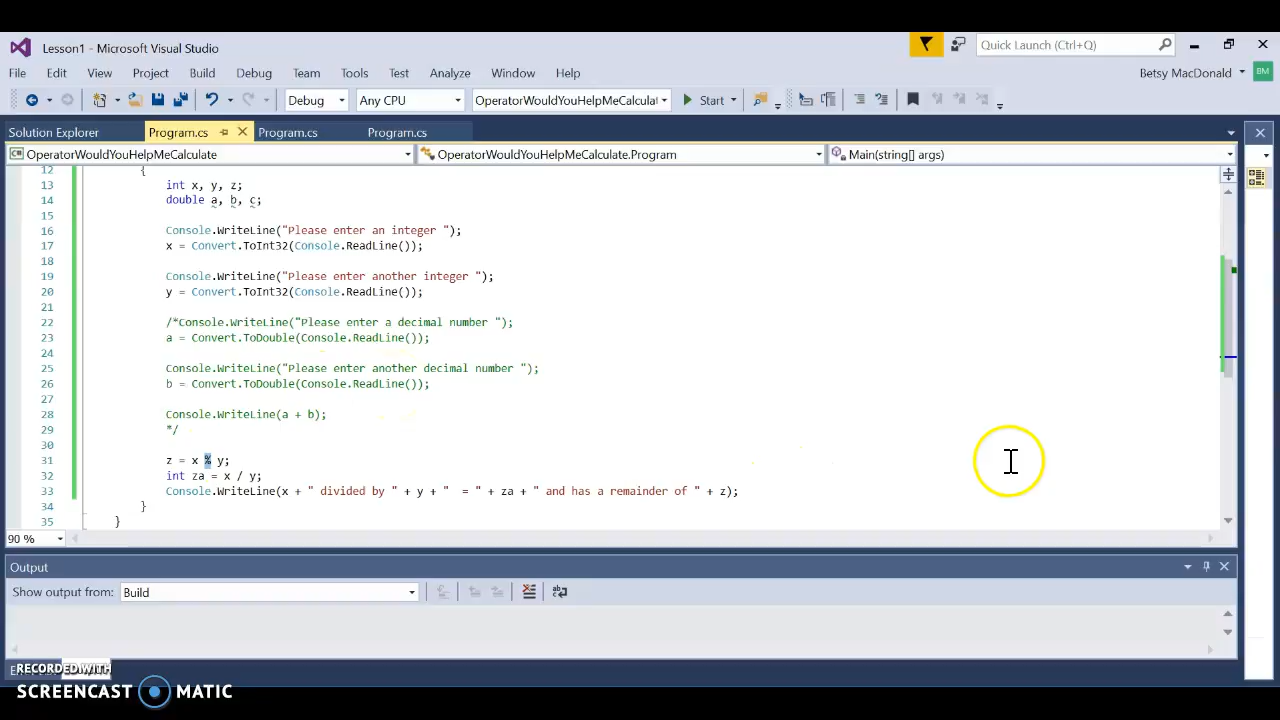 Lesson1 - Microsoft Visual Studio
Quick Launch (Ctrl+Q)
File Edit View Project Build Debug Team Tools Test Analyze Window Help
Betsy MacDonald BM
Debug Any CPU OperatorWouldYouHelpMeCalculat Start
Solution Explorer Program.cs Program.cs Program.cs
OperatorWouldYouHelpMeCalculate OperatorWouldYouHelpMeCalculate.Program Main(string[] args)
12 {
13 int x, y, z;
14 double a, b, c;
15
16 Console.WriteLine("Please enter an integer ");
17 x = Convert.ToInt32(Console.ReadLine());
18
19 Console.WriteLine("Please enter another integer ");
20 y = Convert.ToInt32(Console.ReadLine());
21
22 /*Console.WriteLine("Please enter a decimal number ");
23 a = Convert.ToDouble(Console.ReadLine());
24
25 Console.WriteLine("Please enter another decimal number ");
26 b = Convert.ToDouble(Console.ReadLine());
27
28 Console.WriteLine(a + b);
29 */
30
31 z = x % y;
32 int za = x / y;
33 Console.WriteLine(x + " divided by " + y + "  = " + za + " and has a remainder of " + z);
34 }
35 }
90 %
Output
Show output from: Build
RECORDED WITH
SCREENCAST MATIC